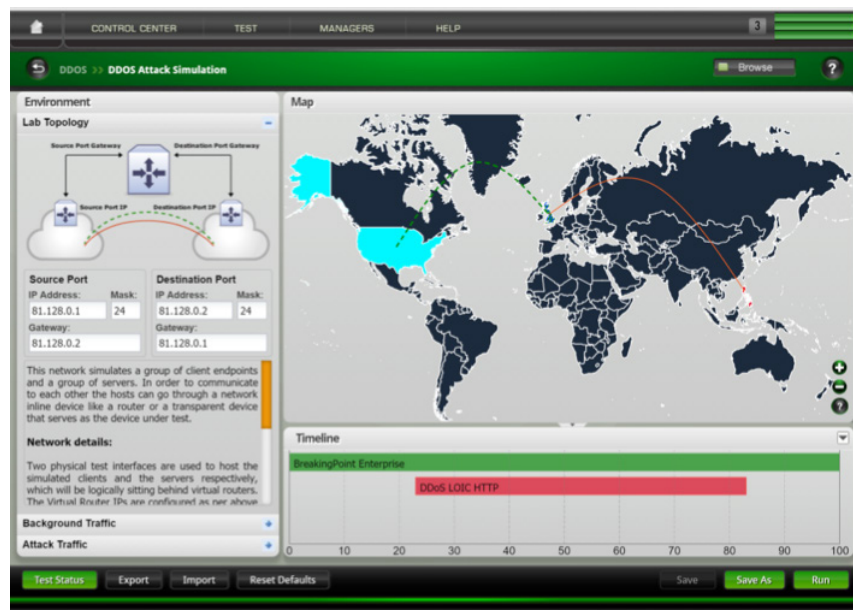 CONTROL CENTER TEST MANAGERS HELP 3
DDOS >> DDOS Attack Simulation Browse ?
Environment
Lab Topology
Source Port Gateway Destination Port Gateway
Source Port IP Destination Port IP
Source Port Destination Port
IP Address: Mask: IP Address: Mask:
81.128.0.1 24 81.128.0.2 24
Gateway: Gateway:
81.128.0.2 81.128.0.1
This network simulates a group of client endpoints
and a group of servers. In order to communicate
to each other the hosts can go through a network
inline device like a router or a transparent device
that serves as the device under test.
Network details:
Two physical test interfaces are used to host the
simulated clients and the servers respectively,
which will be logically sitting behind virtual routers.
The Virtual Router IPs are configured as per above
Background Traffic
Attack Traffic
Map
?
Timeline
BreakingPoint Enterprise
DDoS LOIC HTTP
0 10 20 30 40 50 60 70 80 90 100
Test Status Export Import Reset Defaults Save Save As Run